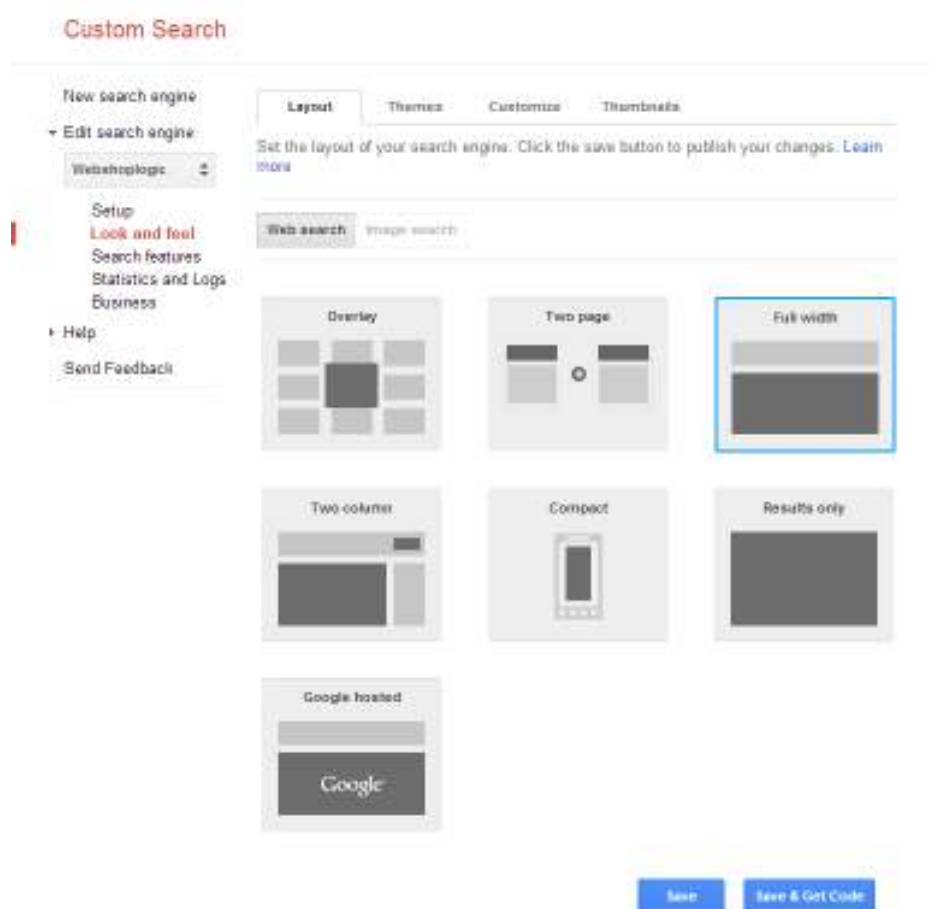 Custom Search
New search engine
Edit search engine
Webshoplogic
Setup
Look and feel
Search features
Statistics and Logs
Business
Help
Send Feedback
Layout Themes Customize Thumbnails
Set the layout of your search engine. Click the save button to publish your changes. Learn
more
Web search Image search
Overlay Two page Full width
Two column Compact Results only
Google hosted
Google
Save Save & Get Code